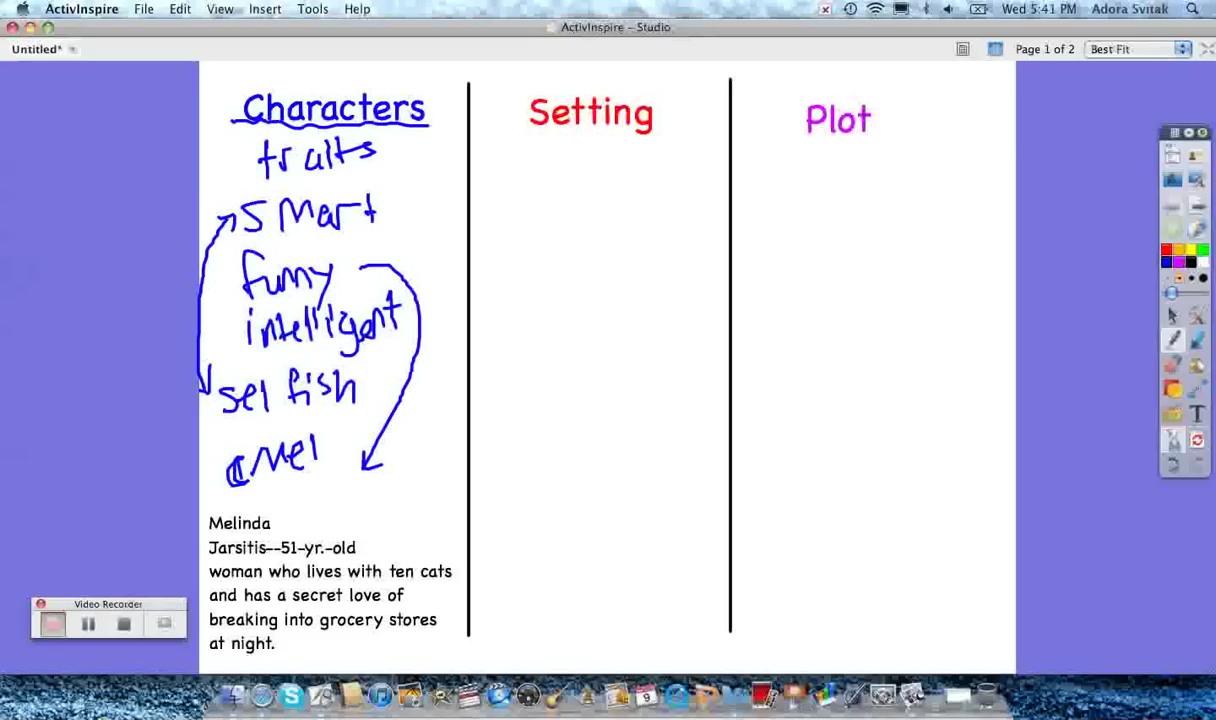 ActivInspire File Edit View Insert Tools Help Wed 5:41 PM Adora Svitak
ActivInspire – Studio
Untitled* Page 1 of 2 Best Fit
Characters
traits
smart
funny
intelligent
selfish
cruel
Melinda
Jarsitis--51-yr.-old
woman who lives with ten cats
and has a secret love of
breaking into grocery stores
at night.
Setting
Plot
Video Recorder